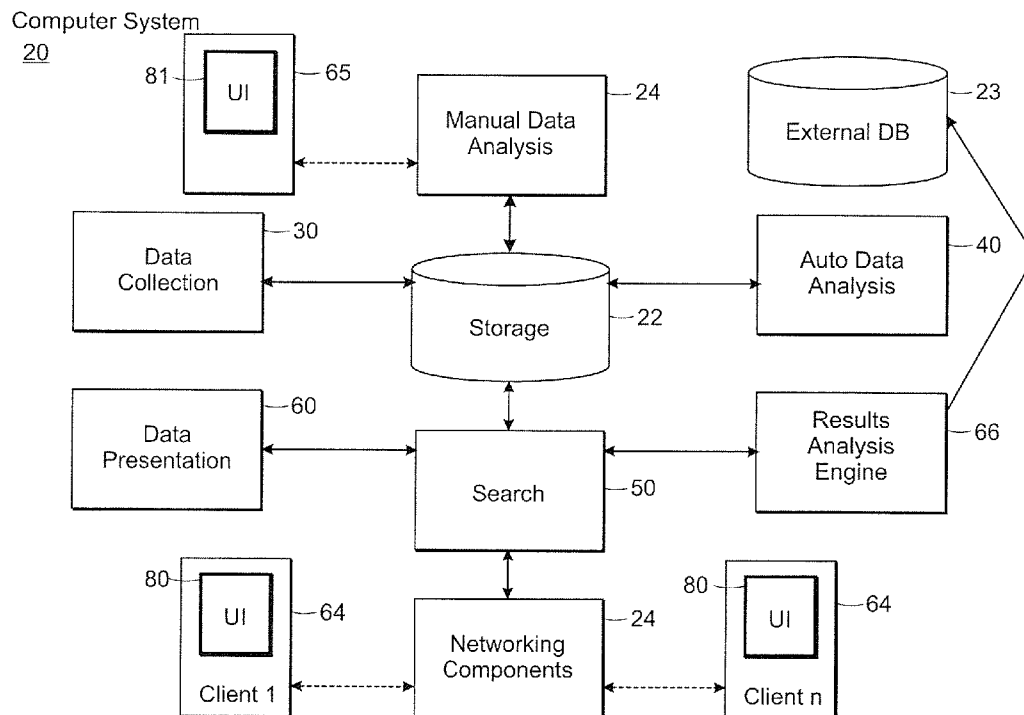 Computer System
20
81
UI
65
Manual Data
Analysis
24
External DB
23
Data
Collection
30
Storage
22
Auto Data
Analysis
40
Data
Presentation
60
Search
50
Results
Analysis
Engine
66
80
UI
64
Client 1
Networking
Components
24
80
UI
64
Client n